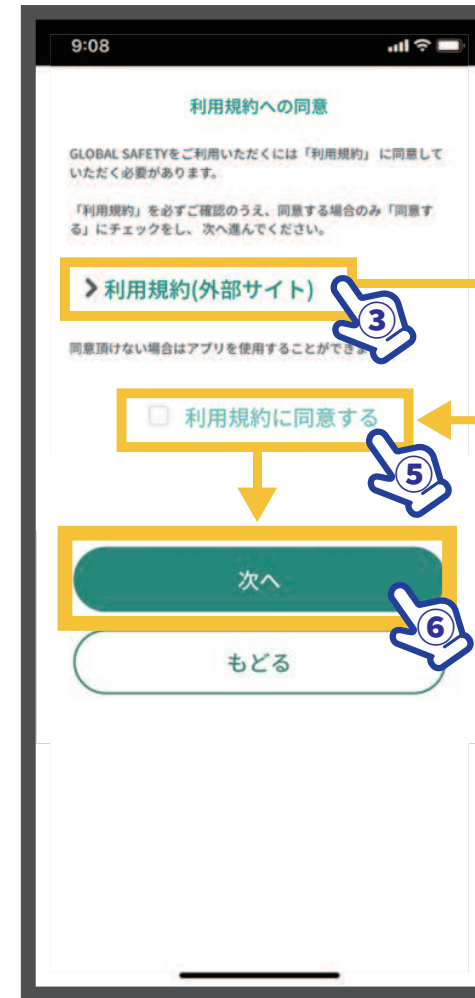 9:08
利用規約への同意
GLOBAL SAFETYをご利用いただくには「利用規約」に同意して
いただく必要があります。
「利用規約」を必ずご確認のうえ、同意する場合のみ「同意す
る」にチェックをし、次へ進んでください。
利用規約(外部サイト)
③
同意頂けない場合はアプリを使用することができ
利用規約に同意する
⑤
次へ
⑥
もどる